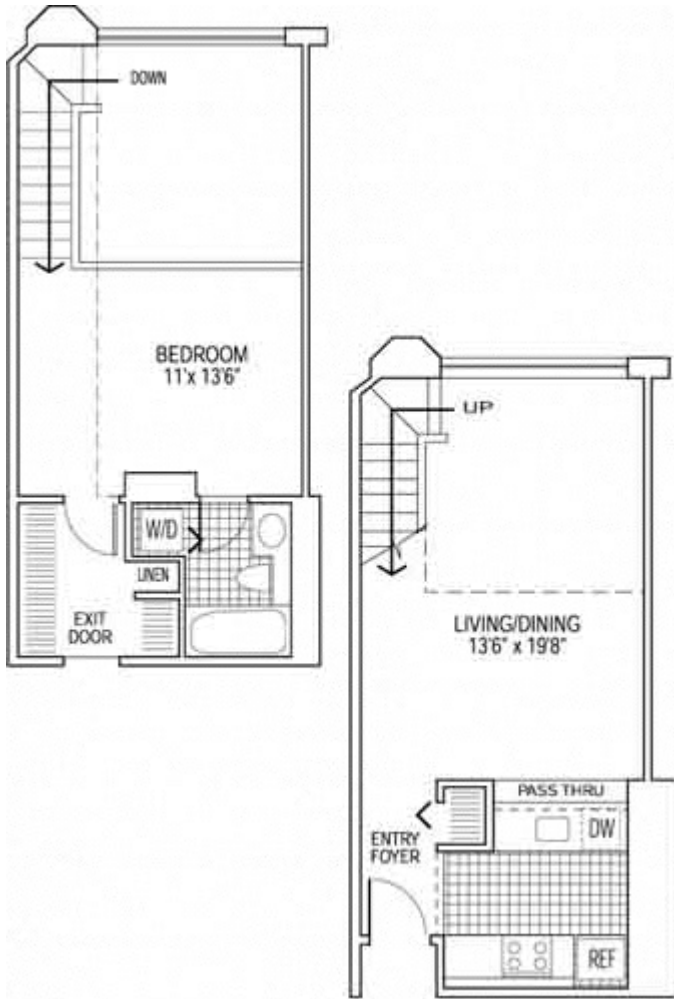 DOWN
BEDROOM
11'x 13'6"
W/D
LINEN
EXIT
DOOR
UP
LIVING/DINING
13'6" x 19'8"
PASS THRU
DW
ENTRY
FOYER
REF